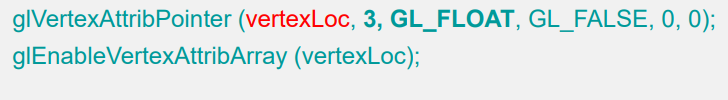 glVertexAttribPointer (vertexLoc, 3, GL_FLOAT, GL_FALSE, 0, 0);
glEnableVertexAttribArray (vertexLoc);